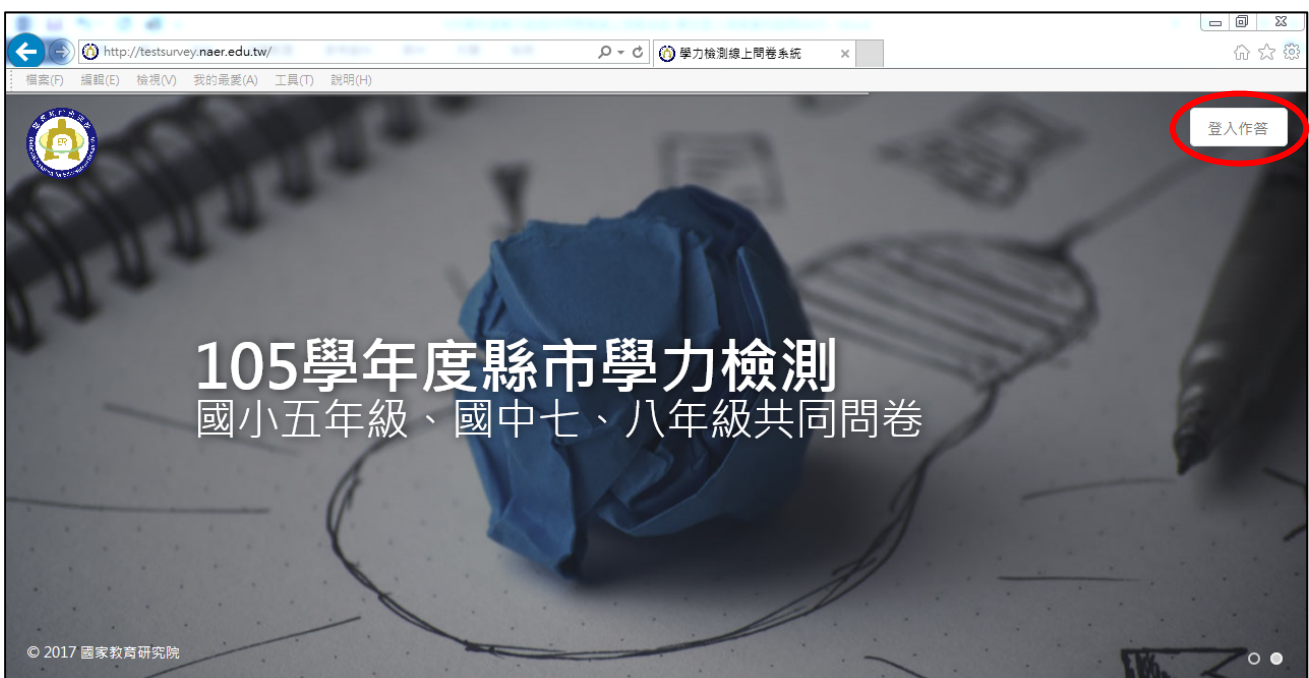 http://testsurvey.naer.edu.tw/
學力檢測線上問卷系統
檔案(F) 編輯(E) 檢視(V) 我的最愛(A) 工具(T) 說明(H)
ER
登入作答
105學年度縣市學力檢測
國小五年級、國中七、八年級共同問卷
© 2017 國家教育研究院